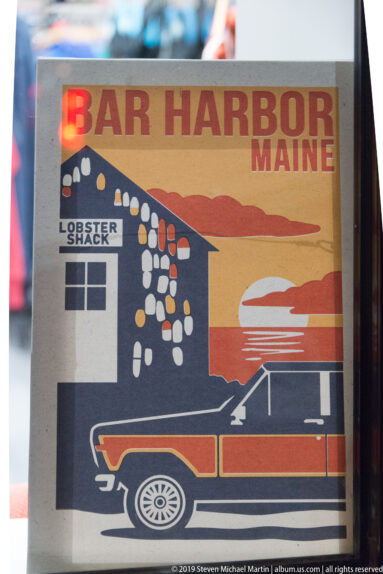 BAR HARBOR
MAINE
LOBSTER
SHACK
© 2019 Steven Michael Martin | album.us.com | all rights reserved